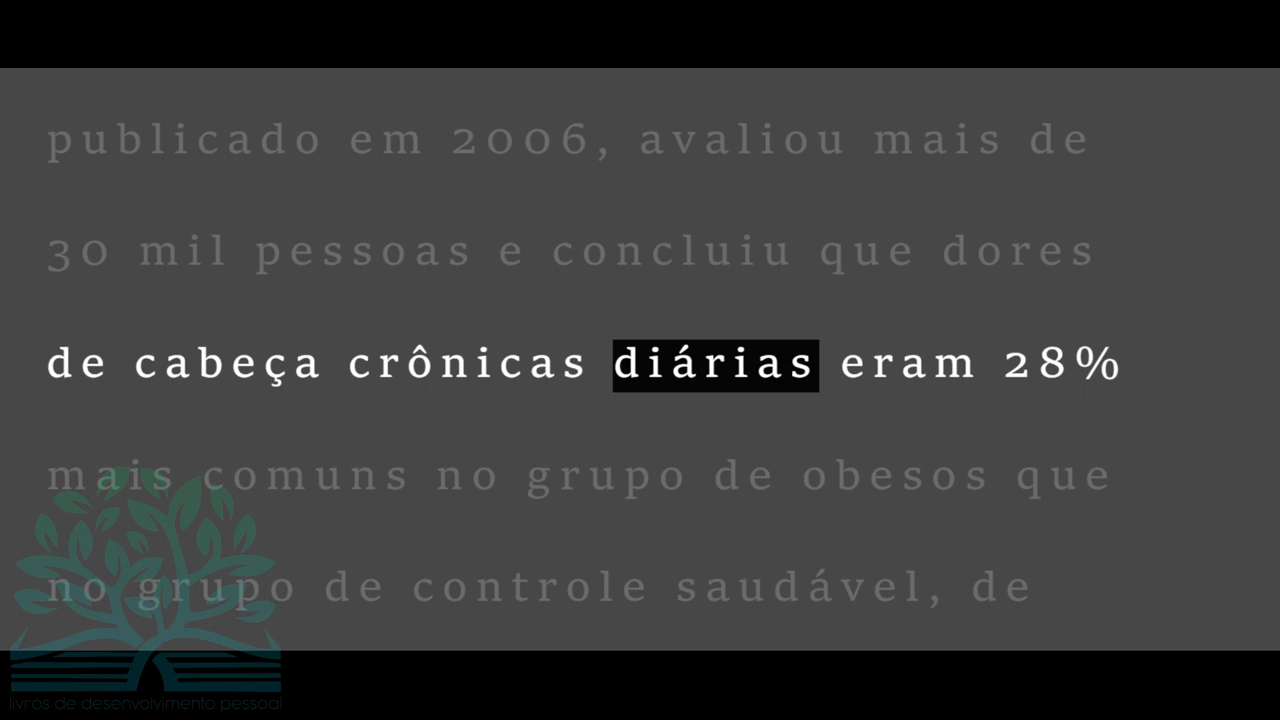 publicado em 2006, avaliou mais de
30 mil pessoas e concluiu que dores
de cabeça crônicas diárias eram 28%
mais comuns no grupo de obesos que
no grupo de controle saudável, de
livros de desenvolvimento pessoal